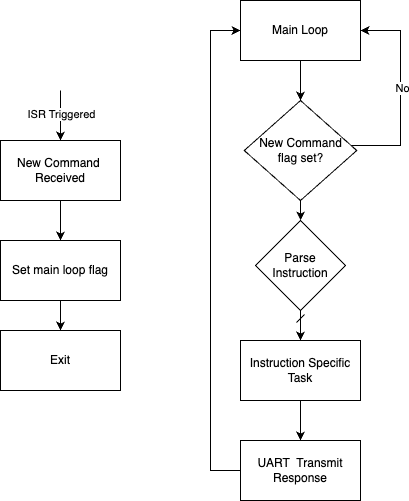 ISR Triggered
New Command
Received
Set main loop flag
Exit
Main Loop
No
New Command
flag set?
Parse
Instruction
Instruction Specific
Task
UART Transmit
Response